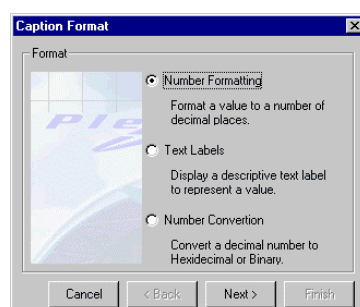 Caption Format
Format
Number Formatting
Format a value to a number of
decimal places.
Text Labels
Display a descriptive text label
to represent a value.
Number Convertion
Convert a decimal number to
Hexidecimal or Binary.
Cancel
< Back
Next >
Finish